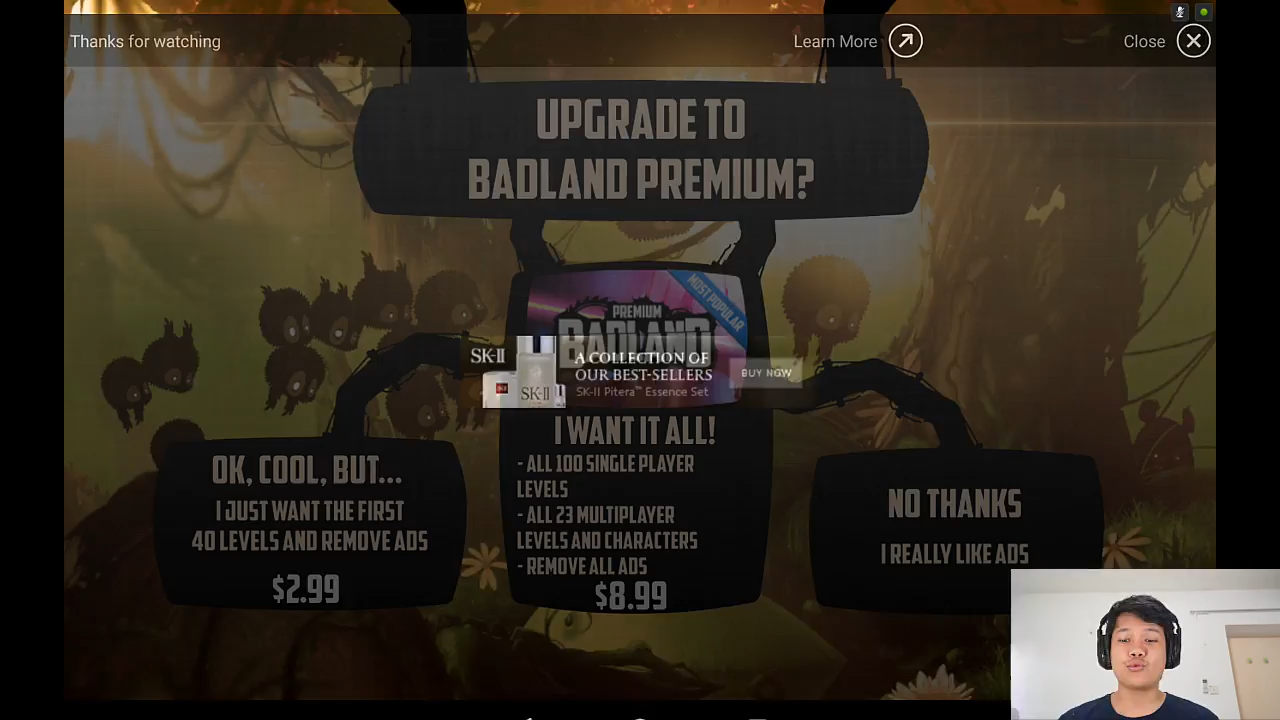 Thanks for watching
Learn More
Close
UPGRADE TO
BADLAND PREMIUM?
MOST POPULAR
PREMIUM
BADLAND
SK-II
A COLLECTION OF
OUR BEST-SELLERS
SK-II Pitera™ Essence Set
BUY NOW
SK-II
OK, COOL, BUT...
I JUST WANT THE FIRST
40 LEVELS AND REMOVE ADS
$2.99
I WANT IT ALL!
- ALL 100 SINGLE PLAYER
LEVELS
- ALL 23 MULTIPLAYER
LEVELS AND CHARACTERS
- REMOVE ALL ADS
$8.99
NO THANKS
I REALLY LIKE ADS